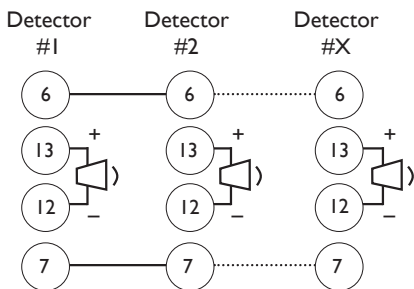 Detector Detector Detector
#1 #2 #X
6 6 6
13 + 13 + 13 +
12 – 12 – 12 –
7 7 7